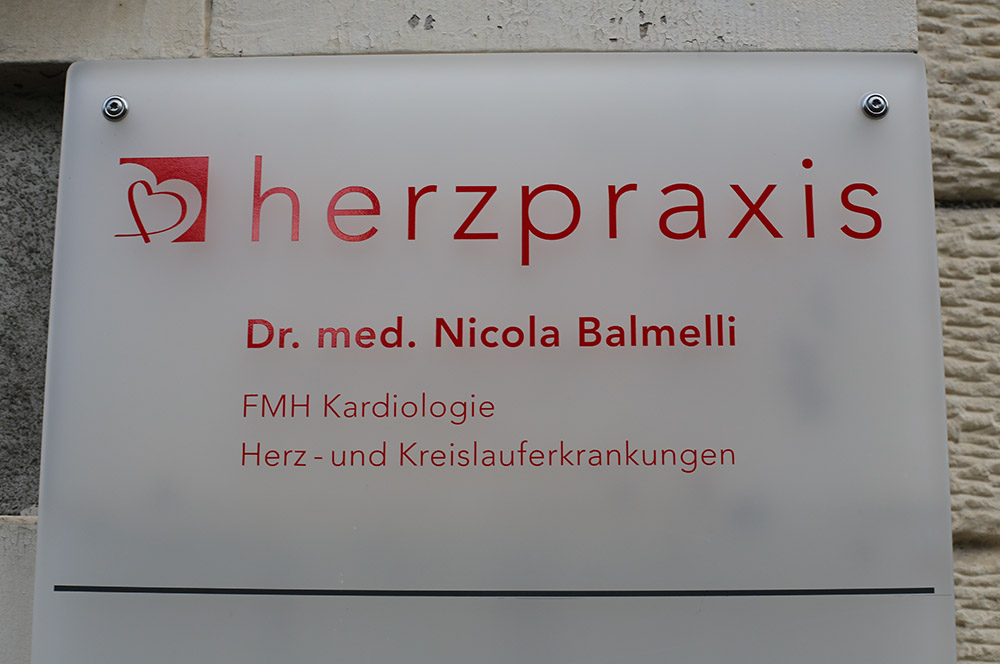 herzpraxis
Dr. med. Nicola Balmelli
FMH Kardiologie
Herz - und Kreislauferkrankungen